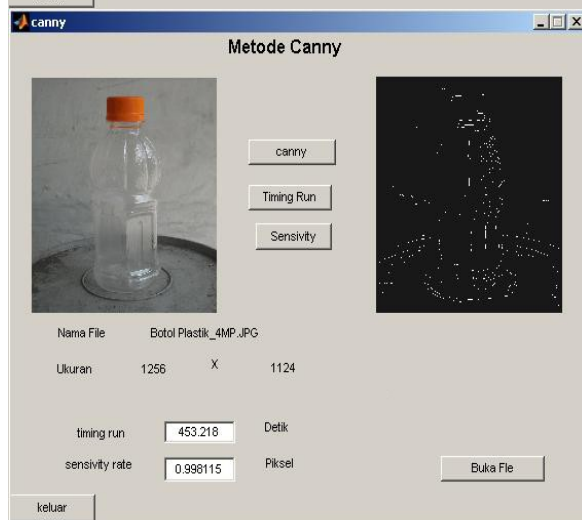 canny
Metode Canny
canny
Timing Run
Sensivity
Nama File Botol Plastik_4MP.JPG
Ukuran 1256 X 1124
timing run 453.218 Detik
sensivity rate 0.998115 Piksel
Buka Fle
keluar